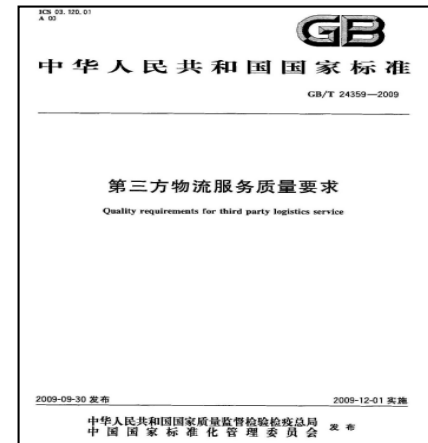 ICS 03.120.01
A 00
GB
中华人民共和国国家标准
GB/T 24359—2009
第三方物流服务质量要求
Quality requirements for third party logistics service
2009-09-30 发布
2009-12-01 实施
中华人民共和国国家质量监督检验检疫总局
中国国家标准化管理委员会
发布